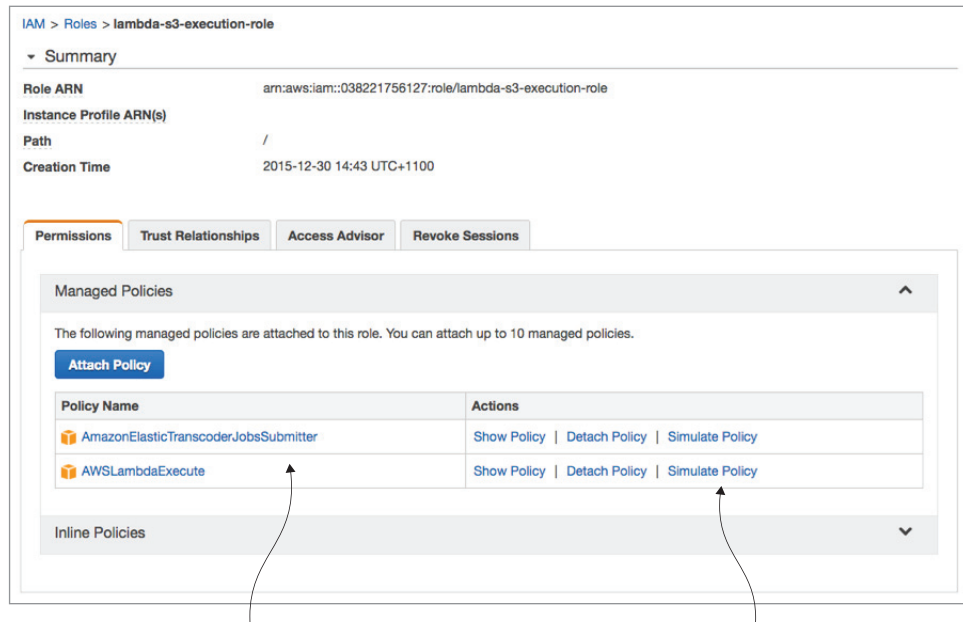 IAM > Roles > lambda-s3-execution-role
Summary
Role ARN arn:aws:iam::038221756127:role/lambda-s3-execution-role
Instance Profile ARN(s)
Path /
Creation Time 2015-12-30 14:43 UTC+1100
Permissions Trust Relationships Access Advisor Revoke Sessions
Managed Policies
The following managed policies are attached to this role. You can attach up to 10 managed policies.
Attach Policy
Policy Name Actions
AmazonElasticTranscoderJobsSubmitter Show Policy | Detach Policy | Simulate Policy
AWSLambdaExecute Show Policy | Detach Policy | Simulate Policy
Inline Policies